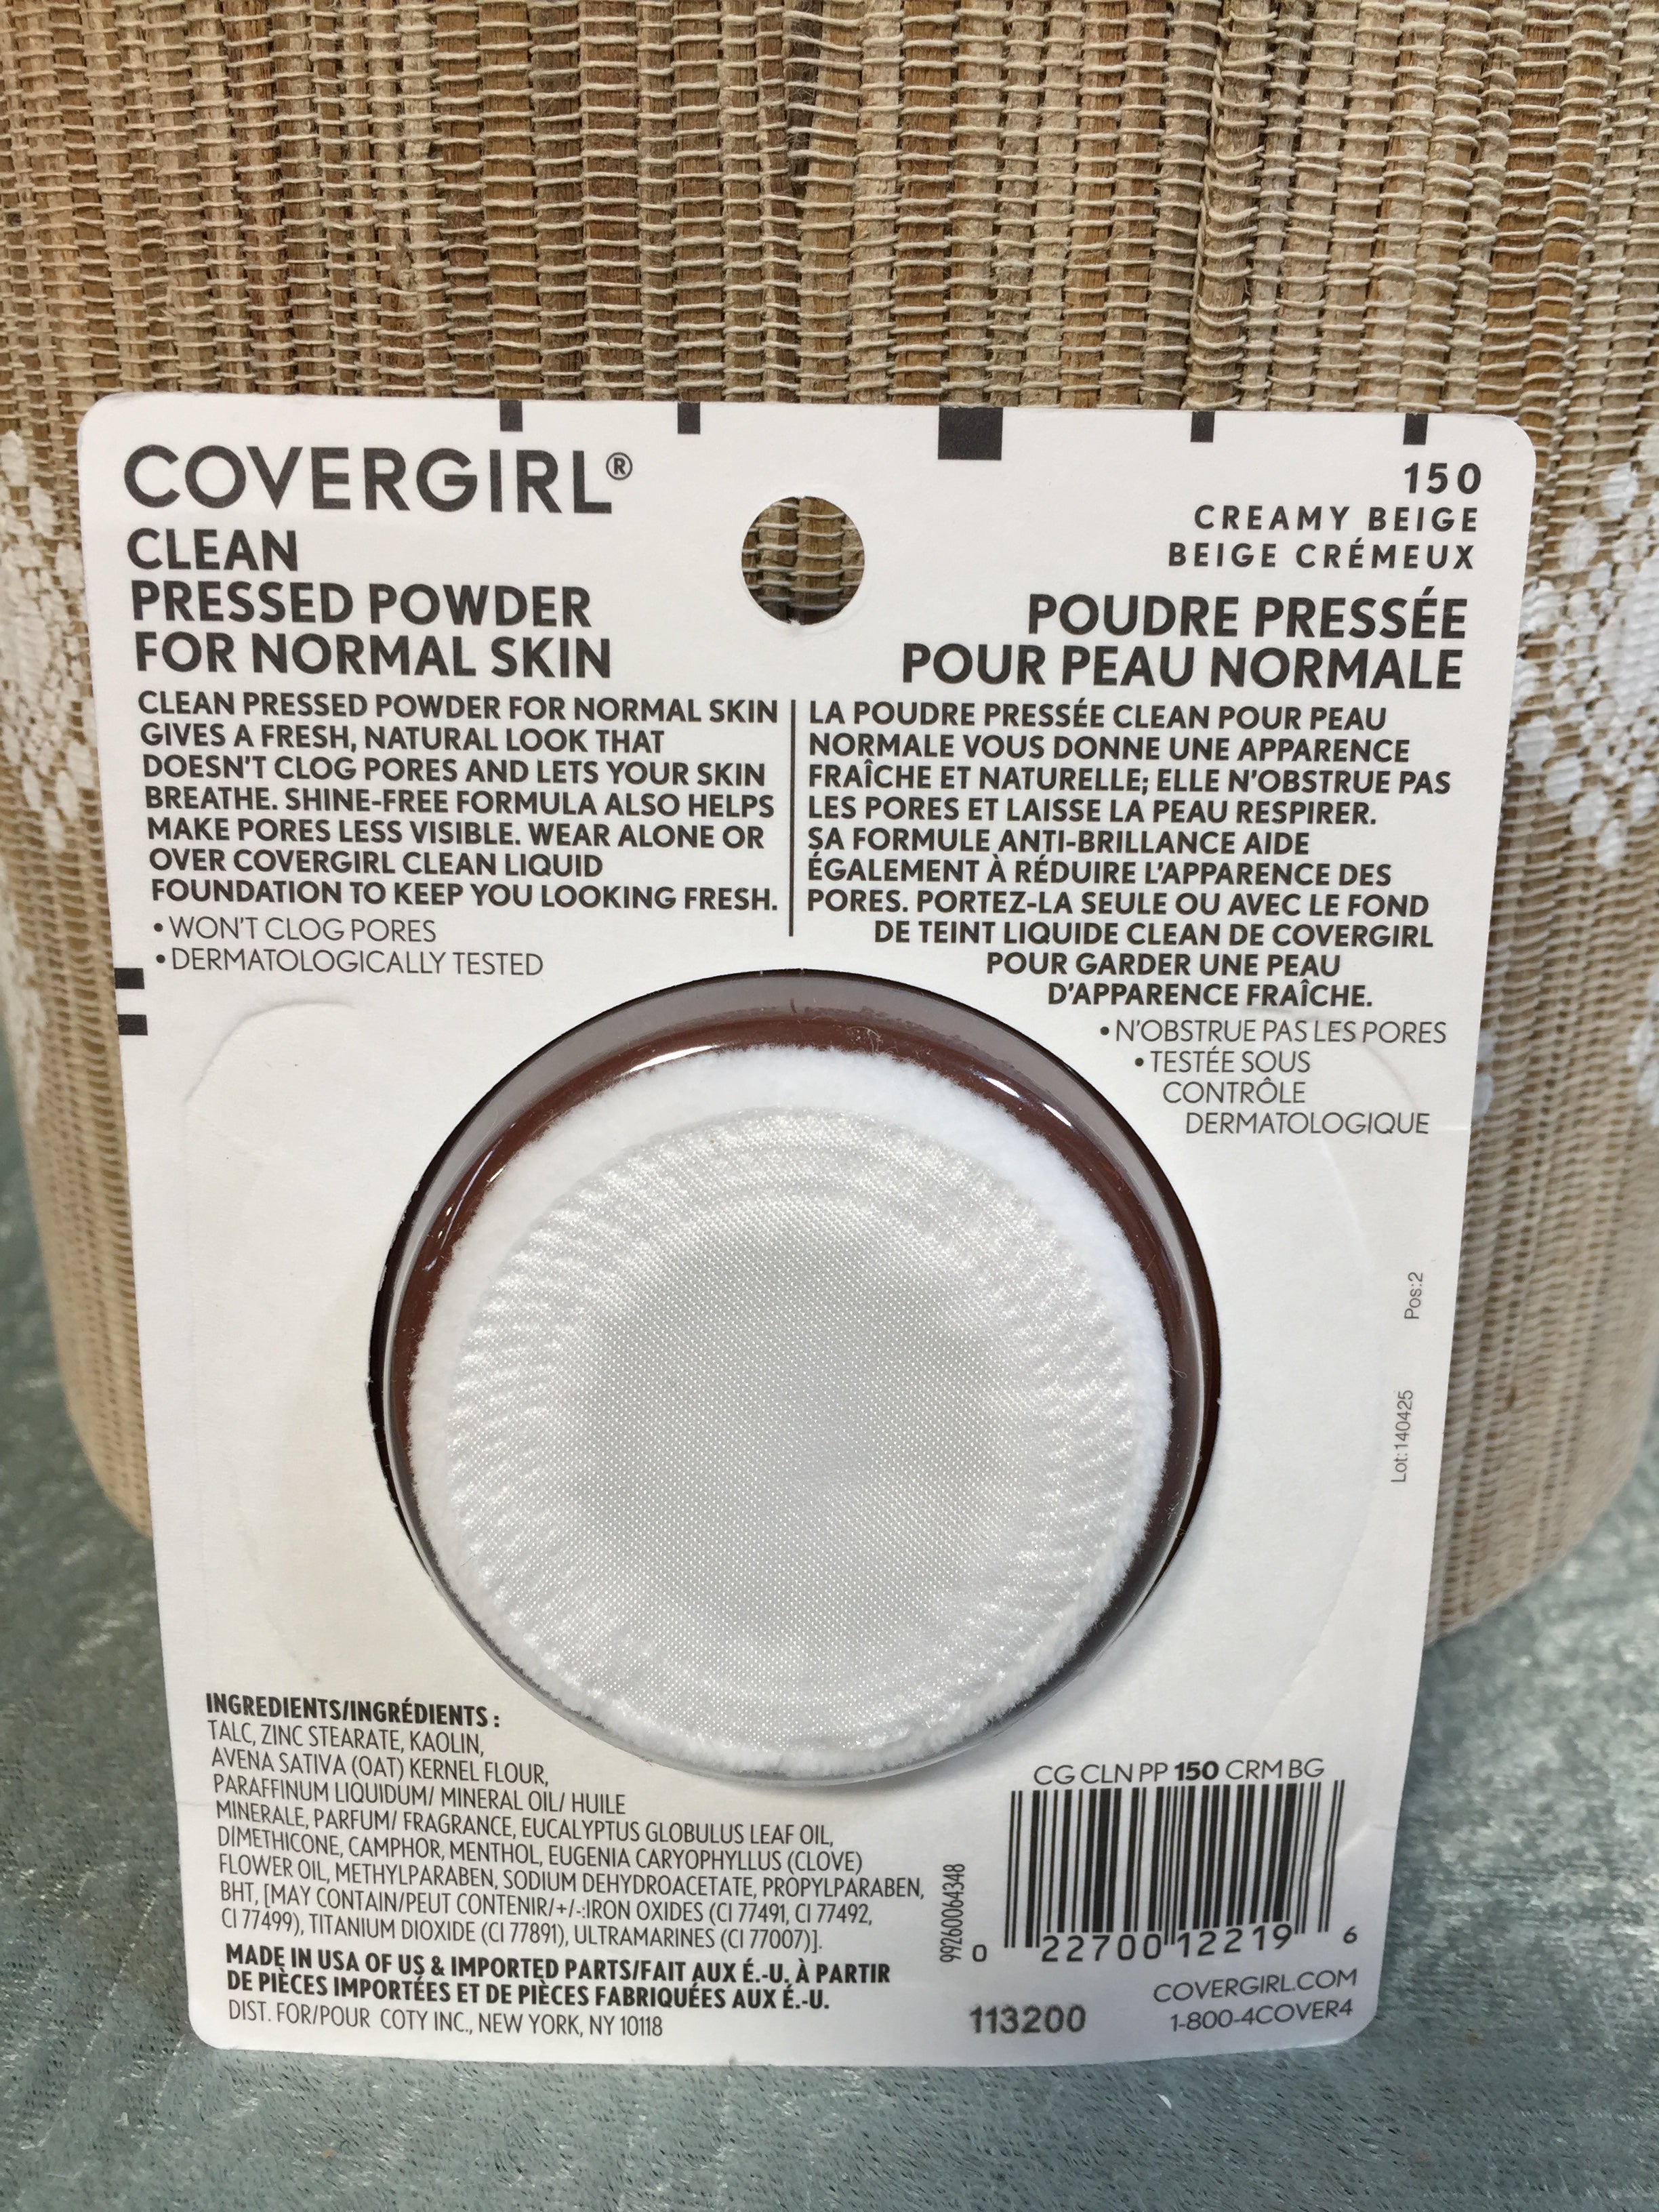 COVERGIRL®
CLEAN
PRESSED POWDER
FOR NORMAL SKIN
CLEAN PRESSED POWDER FOR NORMAL SKIN
GIVES A FRESH, NATURAL LOOK THAT
DOESN'T CLOG PORES AND LETS YOUR SKIN
BREATHE. SHINE-FREE FORMULA ALSO HELPS
MAKE PORES LESS VISIBLE. WEAR ALONE OR
OVER COVERGIRL CLEAN LIQUID
FOUNDATION TO KEEP YOU LOOKING FRESH.
• WON'T CLOG PORES
• DERMATOLOGICALLY TESTED
150
CREAMY BEIGE
BEIGE CRÉMEUX
POUDRE PRESSÉE
POUR PEAU NORMALE
LA POUDRE PRESSÉE CLEAN POUR PEAU
NORMALE VOUS DONNE UNE APPARENCE
FRAÎCHE ET NATURELLE; ELLE N'OBSTRUE PAS
LES PORES ET LAISSE LA PEAU RESPIRER.
SA FORMULE ANTI-BRILLANCE AIDE
ÉGALEMENT À RÉDUIRE L'APPARENCE DES
PORES. PORTEZ-LA SEULE OU AVEC LE FOND
DE TEINT LIQUIDE CLEAN DE COVERGIRL
POUR GARDER UNE PEAU
D'APPARENCE FRAÎCHE.
• N'OBSTRUE PAS LES PORES
• TESTÉE SOUS
CONTRÔLE
DERMATOLOGIQUE
Lot:140425 Pos:2
INGREDIENTS/INGRÉDIENTS :
TALC, ZINC STEARATE, KAOLIN,
AVENA SATIVA (OAT) KERNEL FLOUR,
PARAFFINUM LIQUIDUM/ MINERAL OIL/ HUILE
MINERALE, PARFUM/ FRAGRANCE, EUCALYPTUS GLOBULUS LEAF OIL,
DIMETHICONE, CAMPHOR, MENTHOL, EUGENIA CARYOPHYLLUS (CLOVE)
FLOWER OIL, METHYLPARABEN, SODIUM DEHYDROACETATE, PROPYLPARABEN,
BHT, [MAY CONTAIN/PEUT CONTENIR/+/-:IRON OXIDES (CI 77491, CI 77492,
CI 77499), TITANIUM DIOXIDE (CI 77891), ULTRAMARINES (CI 77007)].
MADE IN USA OF US & IMPORTED PARTS/FAIT AUX É.-U. À PARTIR
DE PIÈCES IMPORTÉES ET DE PIÈCES FABRIQUÉES AUX É.-U.
DIST. FOR/POUR COTY INC., NEW YORK, NY 10118
CG CLN PP 150 CRM BG
99260064348
0 22700 12219 6
113200
COVERGIRL.COM
1-800-4COVER4